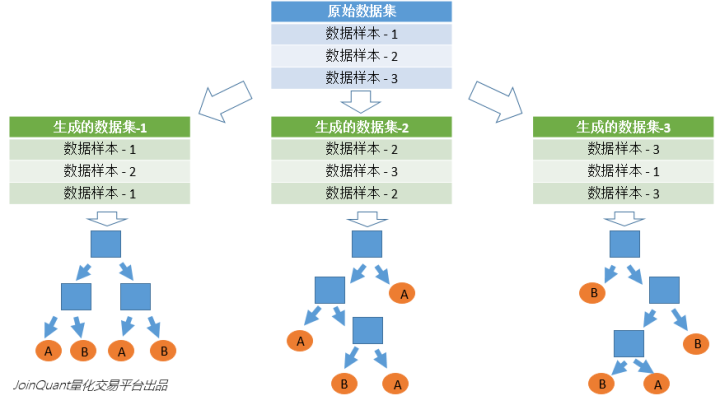 原始数据集
数据样本 - 1
数据样本 - 2
数据样本 - 3
生成的数据集-1
数据样本 - 1
数据样本 - 2
数据样本 - 1
生成的数据集-2
数据样本 - 2
数据样本 - 3
数据样本 - 2
生成的数据集-3
数据样本 - 3
数据样本 - 1
数据样本 - 3
A B A B
A
A
B A
B
B
B A
JoinQuant量化交易平台出品